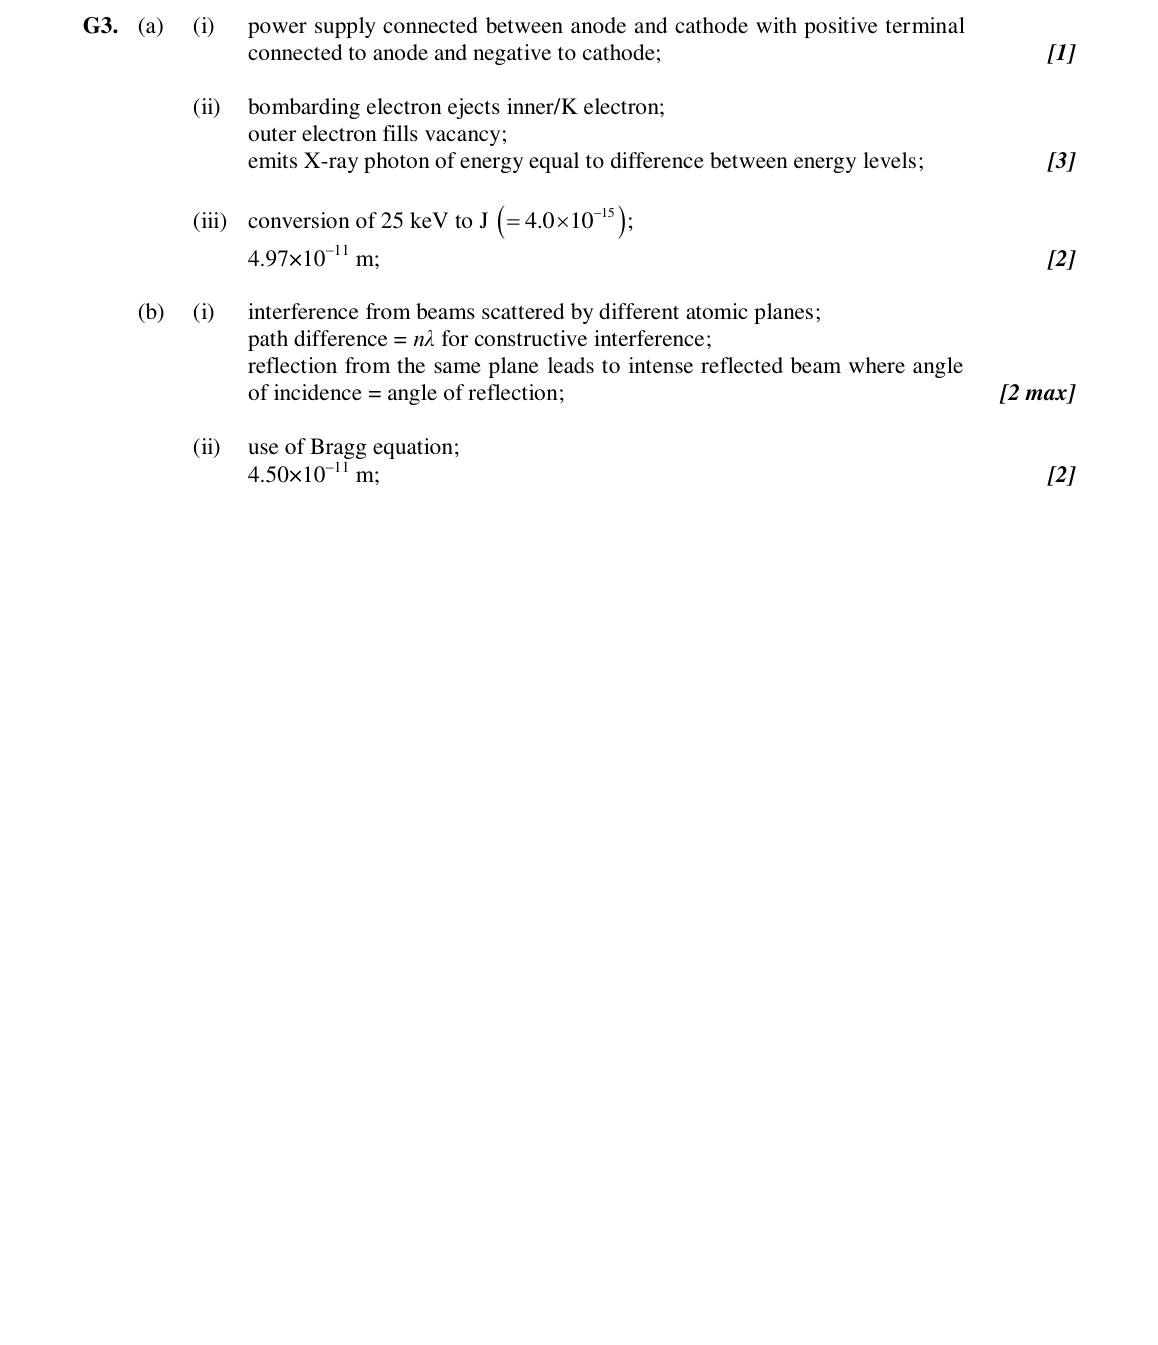 G3. (a) (i) power supply connected between anode and cathode with positive terminal
connected to anode and negative to cathode; [1]
(ii) bombarding electron ejects inner/K electron;
outer electron fills vacancy;
emits X-ray photon of energy equal to difference between energy levels; [3]
(iii) conversion of 25 keV to J (= 4.0×10⁻¹⁵);
4.97×10⁻¹¹ m; [2]
(b) (i) interference from beams scattered by different atomic planes;
path difference = nλ for constructive interference;
reflection from the same plane leads to intense reflected beam where angle
of incidence = angle of reflection; [2 max]
(ii) use of Bragg equation;
4.50×10⁻¹¹ m; [2]